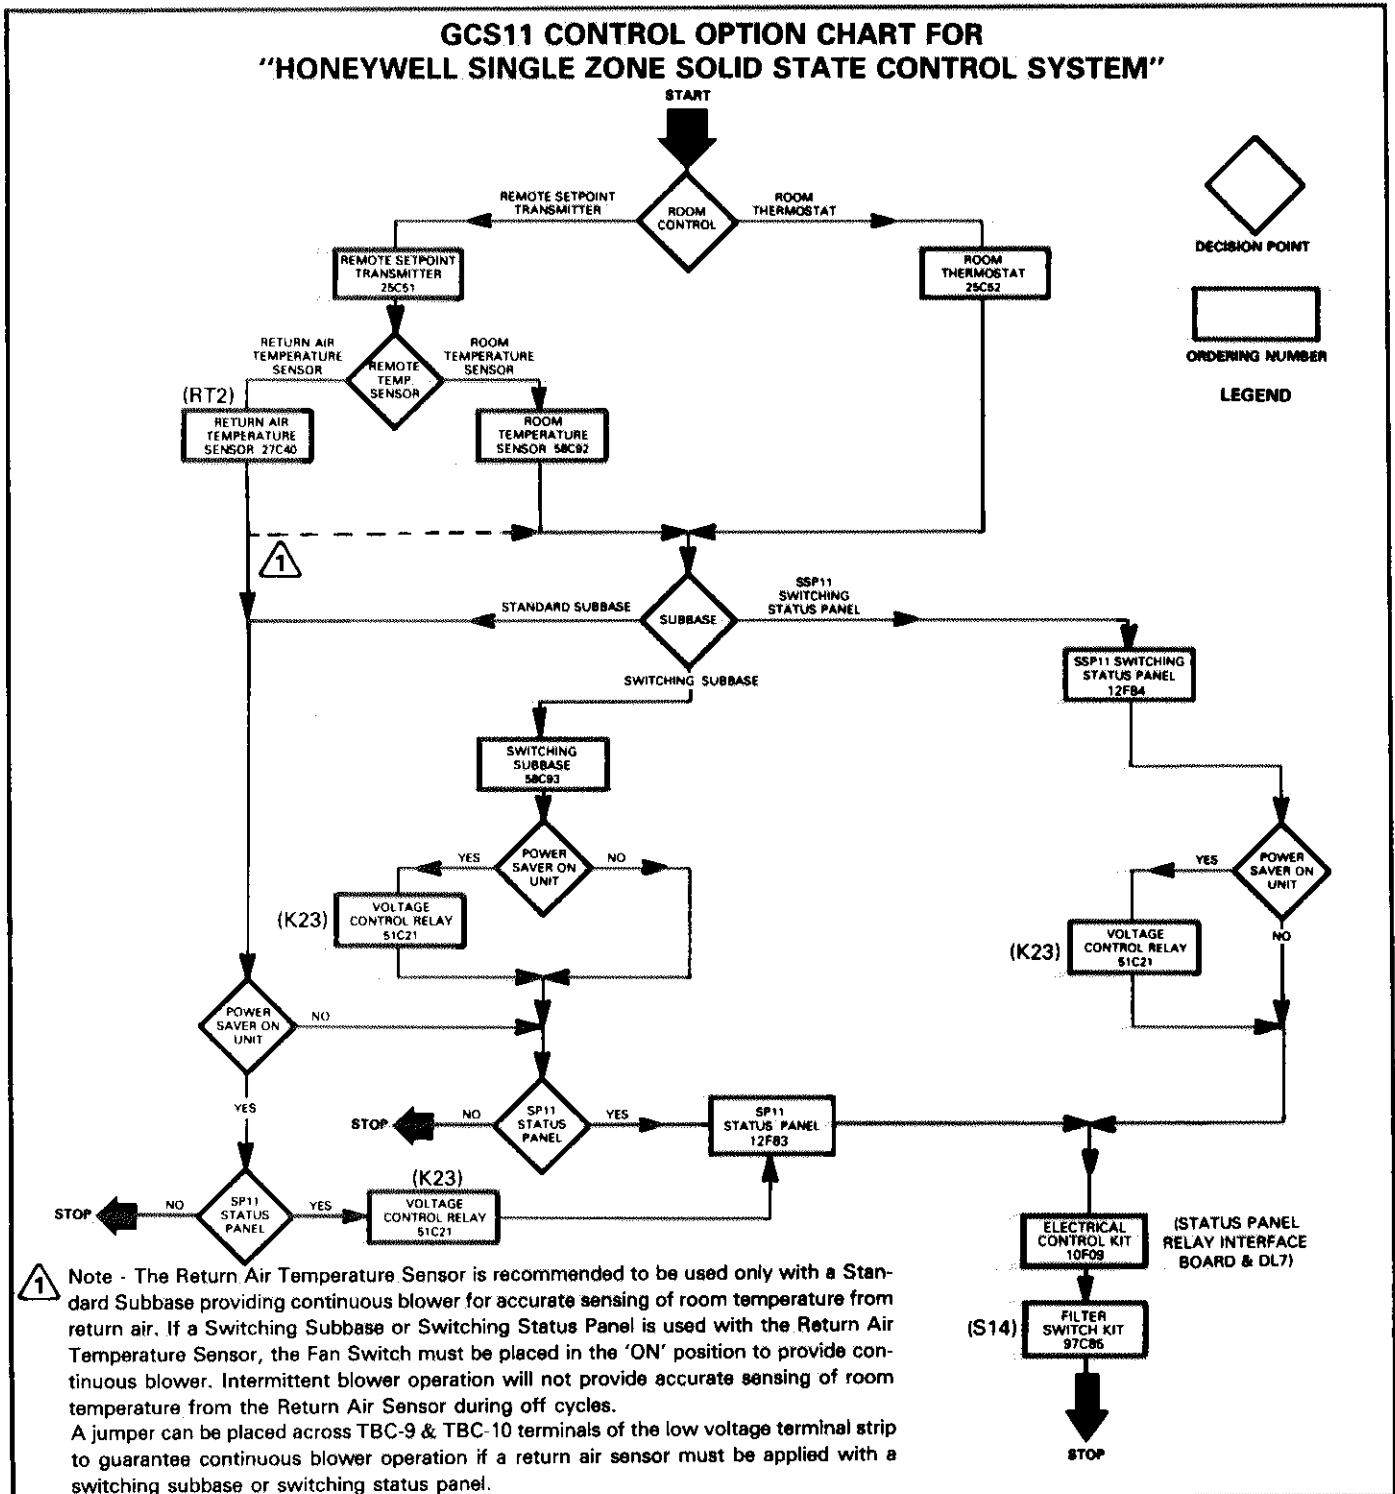 GCS11 CONTROL OPTION CHART FOR
"HONEYWELL SINGLE ZONE SOLID STATE CONTROL SYSTEM"
START
REMOTE SETPOINT
TRANSMITTER
ROOM
CONTROL
ROOM
THERMOSTAT
DECISION POINT
REMOTE SETPOINT
TRANSMITTER
25C51
ROOM
THERMOSTAT
25C52
ORDERING NUMBER
LEGEND
RETURN AIR
TEMPERATURE
SENSOR
REMOTE
TEMP.
SENSOR
ROOM
TEMPERATURE
SENSOR
(RT2)
RETURN AIR
TEMPERATURE
SENSOR 27C40
ROOM
TEMPERATURE
SENSOR 58C92
1
STANDARD SUBBASE
SUBBASE
SSP11
SWITCHING
STATUS PANEL
SWITCHING SUBBASE
SSP11 SWITCHING
STATUS PANEL
12F84
SWITCHING
SUBBASE
58C93
YES
POWER
SAVER ON
UNIT
NO
YES
POWER
SAVER ON
UNIT
NO
(K23)
VOLTAGE
CONTROL RELAY
51C21
(K23)
VOLTAGE
CONTROL RELAY
51C21
POWER
SAVER ON
UNIT
NO
YES
STOP
NO
SP11
STATUS
PANEL
YES
SP11
STATUS PANEL
12F83
STOP
NO
SP11
STATUS
PANEL
YES
(K23)
VOLTAGE
CONTROL RELAY
51C21
ELECTRICAL
CONTROL KIT
10F09
(STATUS PANEL
RELAY INTERFACE
BOARD & DL7)
(S14)
FILTER
SWITCH KIT
97C86
STOP
1 Note - The Return Air Temperature Sensor is recommended to be used only with a Stan-
dard Subbase providing continuous blower for accurate sensing of room temperature from
return air. If a Switching Subbase or Switching Status Panel is used with the Return Air
Temperature Sensor, the Fan Switch must be placed in the 'ON' position to provide con-
tinuous blower. Intermittent blower operation will not provide accurate sensing of room
temperature from the Return Air Sensor during off cycles.
A jumper can be placed across TBC-9 & TBC-10 terminals of the low voltage terminal strip
to guarantee continuous blower operation if a return air sensor must be applied with a
switching subbase or switching status panel.